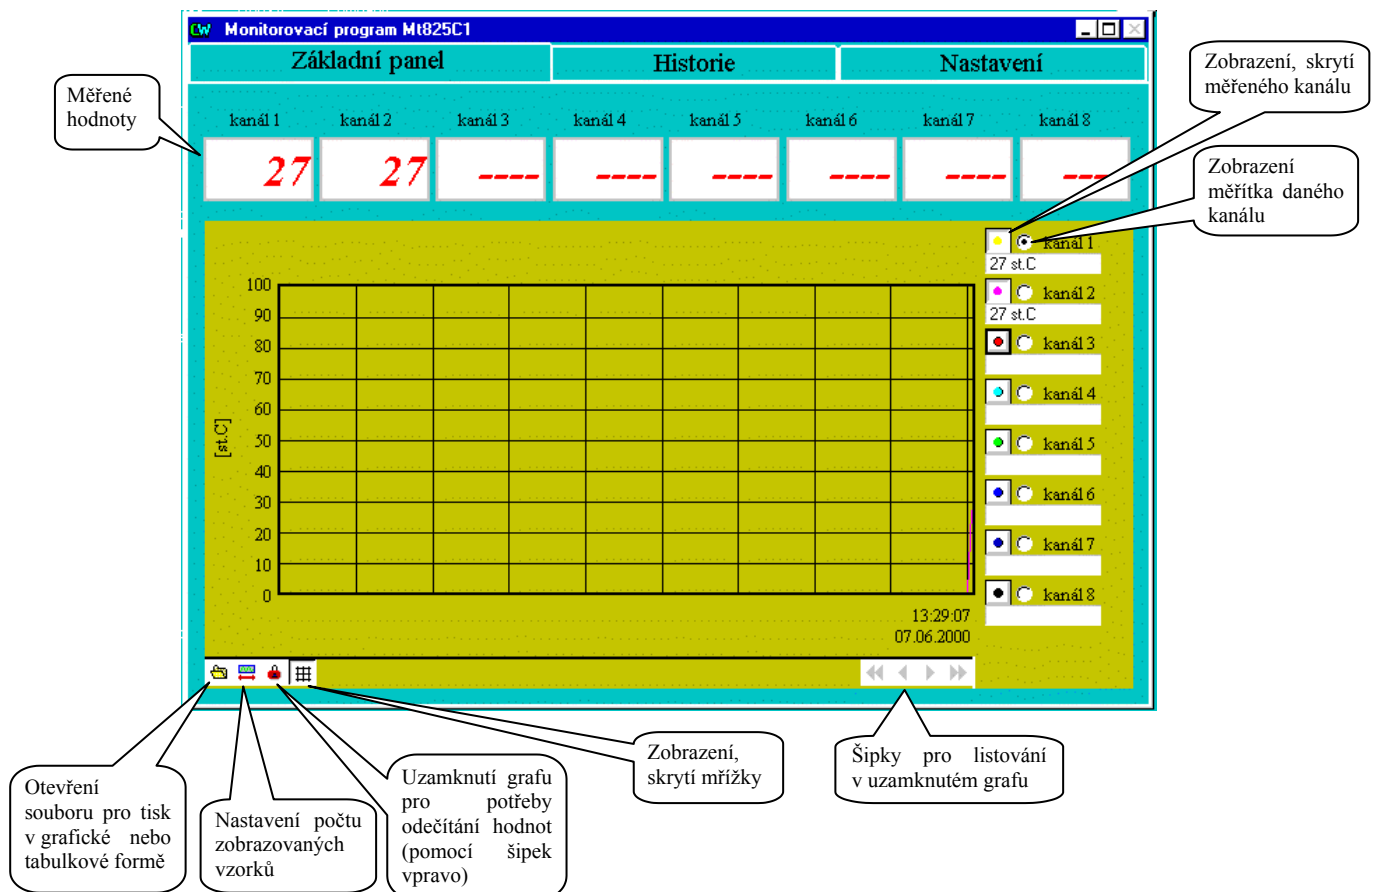 Monitorovací program Mt825C1
Základní panel
Historie
Nastavení
Zobrazení, skrytí
měřeného kanálu
Měřené
hodnoty
kanál 1
kanál 2
kanál 3
kanál 4
kanál 5
kanál 6
kanál 7
kanál 8
27
27
----
----
----
----
----
---
Zobrazení
měřítka daného
kanálu
kanál 1
27 st.C
kanál 2
27 st.C
kanál 3
kanál 4
kanál 5
kanál 6
kanál 7
kanál 8
100
90
80
70
60
50
40
30
20
10
0
[st.C]
13:29:07
07.06.2000
Otevření
souboru pro tisk
v grafické nebo
tabulkové formě
Nastavení počtu
zobrazovaných
vzorků
Uzamknutí grafu
pro potřeby
odečítání hodnot
(pomocí šipek
vpravo)
Zobrazení,
skrytí mřížky
Šipky pro listování
v uzamknutém grafu